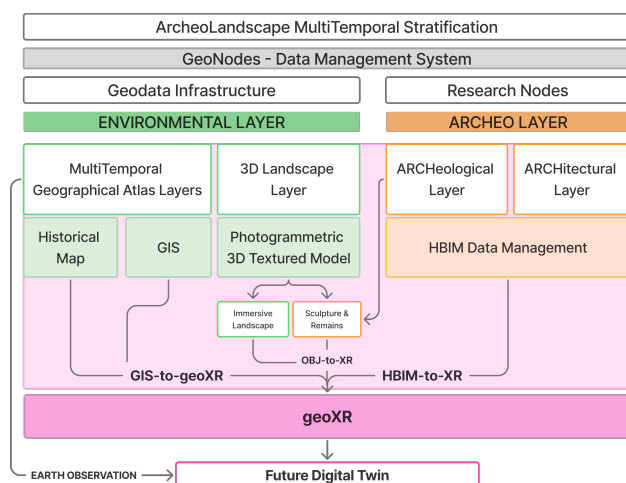 ArcheoLandscape MultiTemporal Stratification
GeoNodes - Data Management System
Geodata Infrastructure
Research Nodes
ENVIRONMENTAL LAYER
ARCHEO LAYER
MultiTemporal
Geographical Atlas Layers
3D Landscape
Layer
ARCHeological
Layer
ARCHitectural
Layer
Historical
Map
GIS
Photogrammetric
3D Textured Model
HBIM Data Management
Immersive
Landscape
Sculpture &
Remains
OBJ-to-XR
GIS-to-geoXR
HBIM-to-XR
geoXR
EARTH OBSERVATION
Future Digital Twin